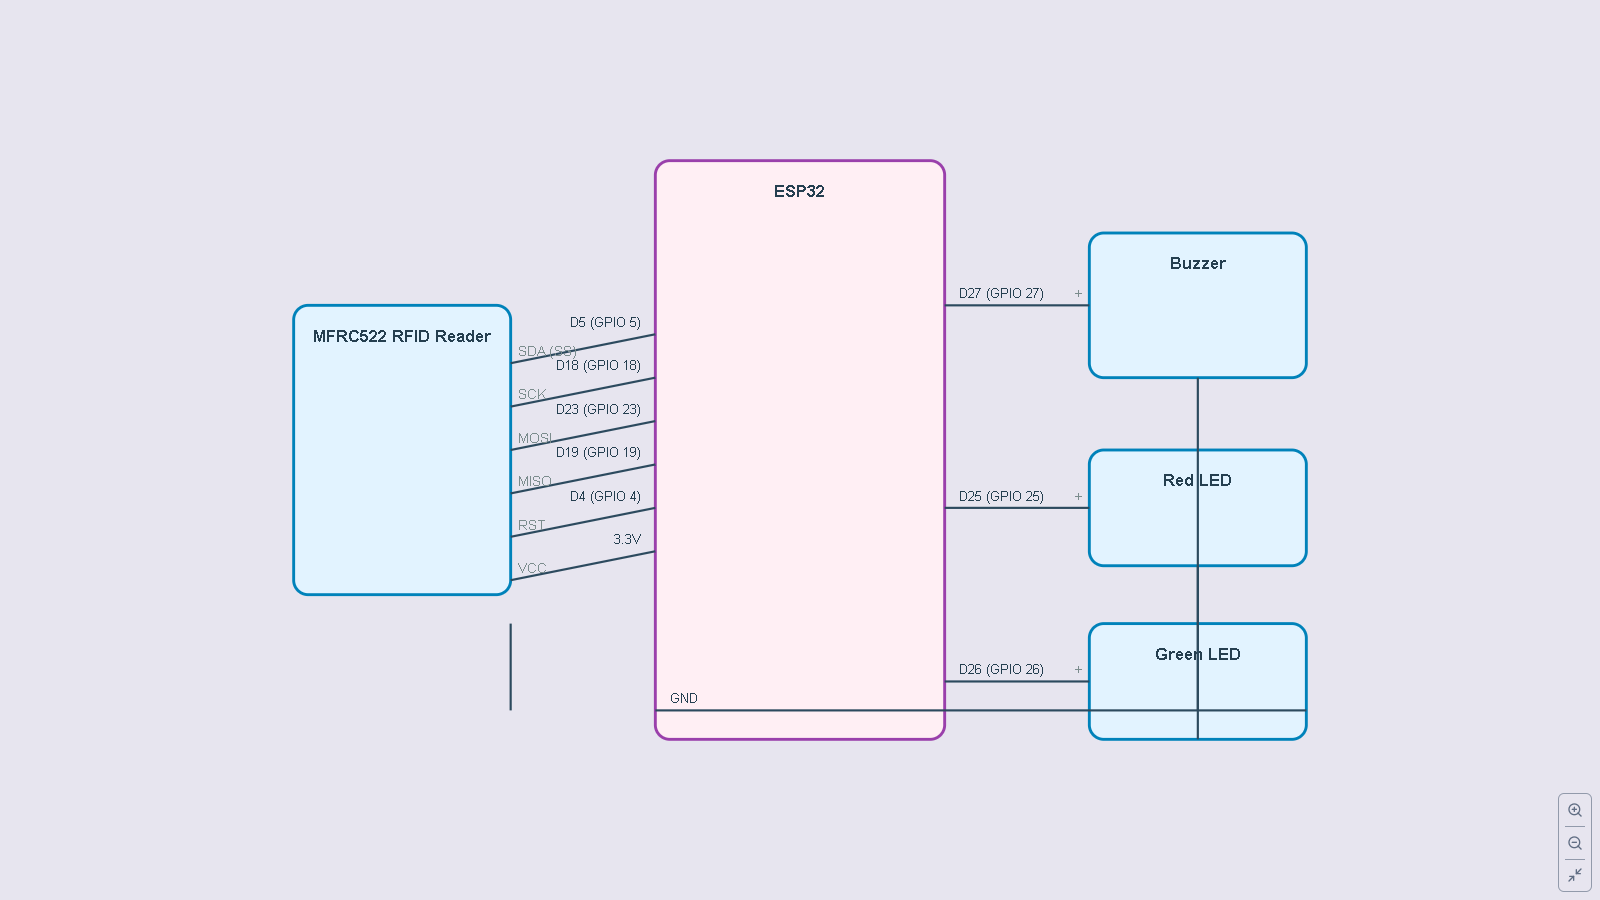 ESP32
Buzzer
D27 (GPIO 27) +
MFRC522 RFID Reader
D5 (GPIO 5)
SDA (SS)
D18 (GPIO 18)
SCK
D23 (GPIO 23)
MOSI
D19 (GPIO 19)
MISO
D4 (GPIO 4)
RST
3.3V
VCC
Red LED
D25 (GPIO 25) +
Green LED
D26 (GPIO 26) +
GND